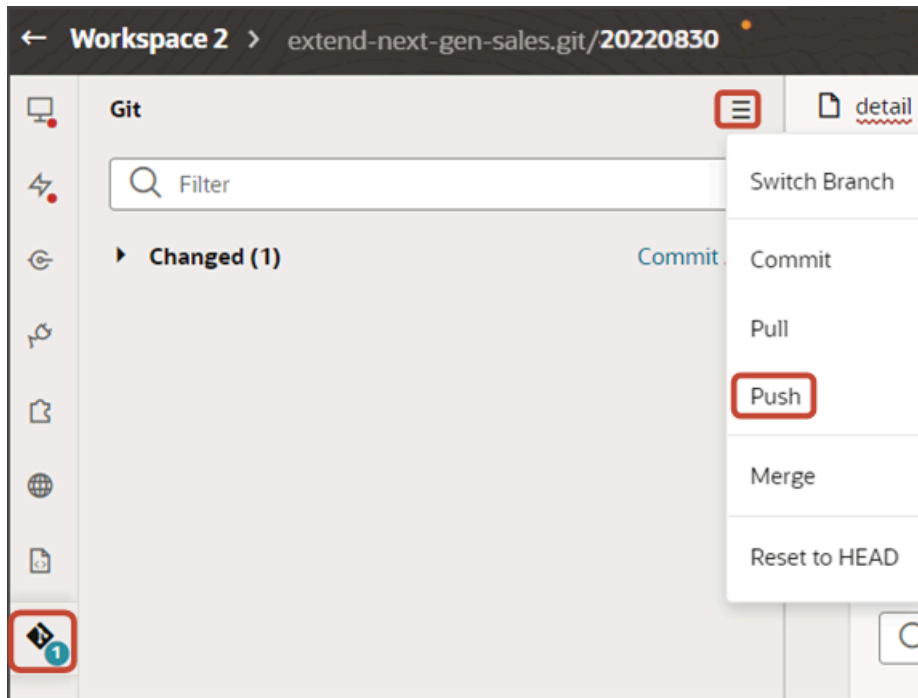 ← Workspace 2 > extend-next-gen-sales.git/20220830
Git
detail
Filter
Switch Branch
Changed (1)
Commit
Commit
Pull
Push
Merge
Reset to HEAD
1